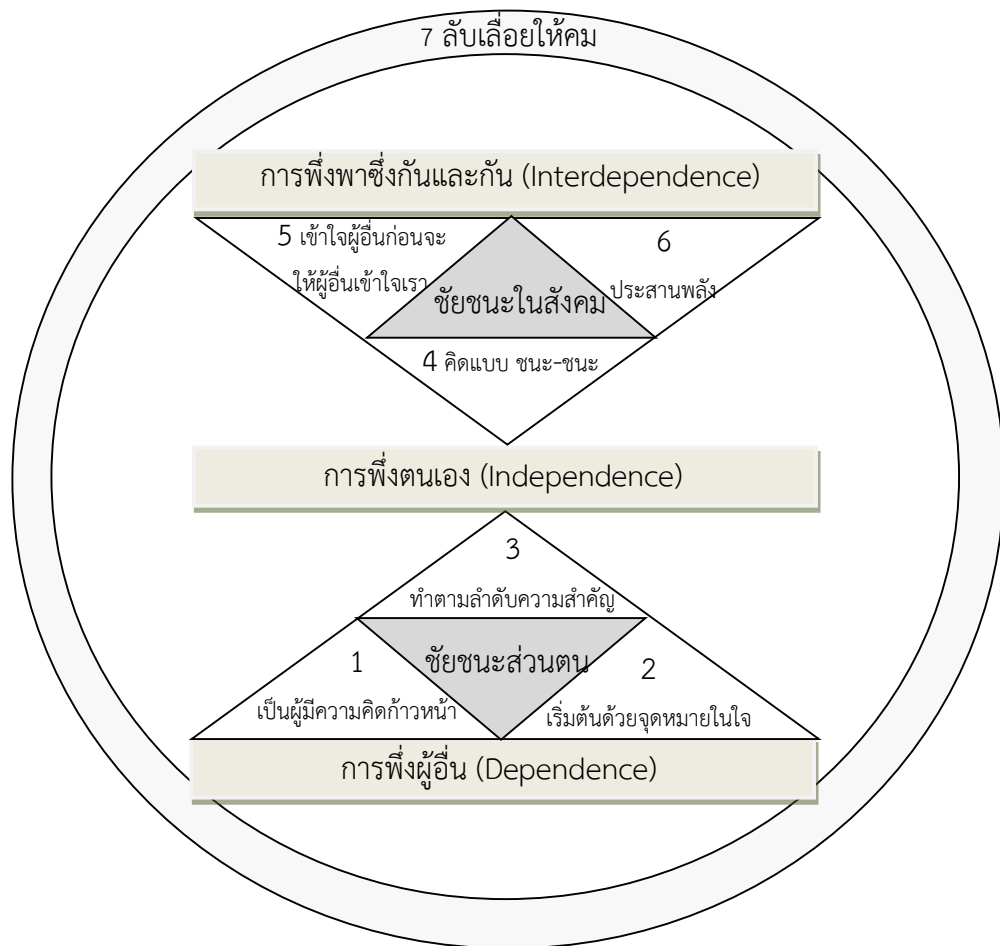 7 ลับเลื่อยให้คม
การพึ่งพาซึ่งกันและกัน (Interdependence)
5 เข้าใจผู้อื่นก่อนจะ
ให้ผู้อื่นเข้าใจเรา
6
ประสานพลัง
ชัยชนะในสังคม
4 คิดแบบ ชนะ-ชนะ
การพึ่งตนเอง (Independence)
3
ทำตามลำดับความสำคัญ
ชัยชนะส่วนตน
1
เป็นผู้มีความคิดก้าวหน้า
2
เริ่มต้นด้วยจุดหมายในใจ
การพึ่งผู้อื่น (Dependence)